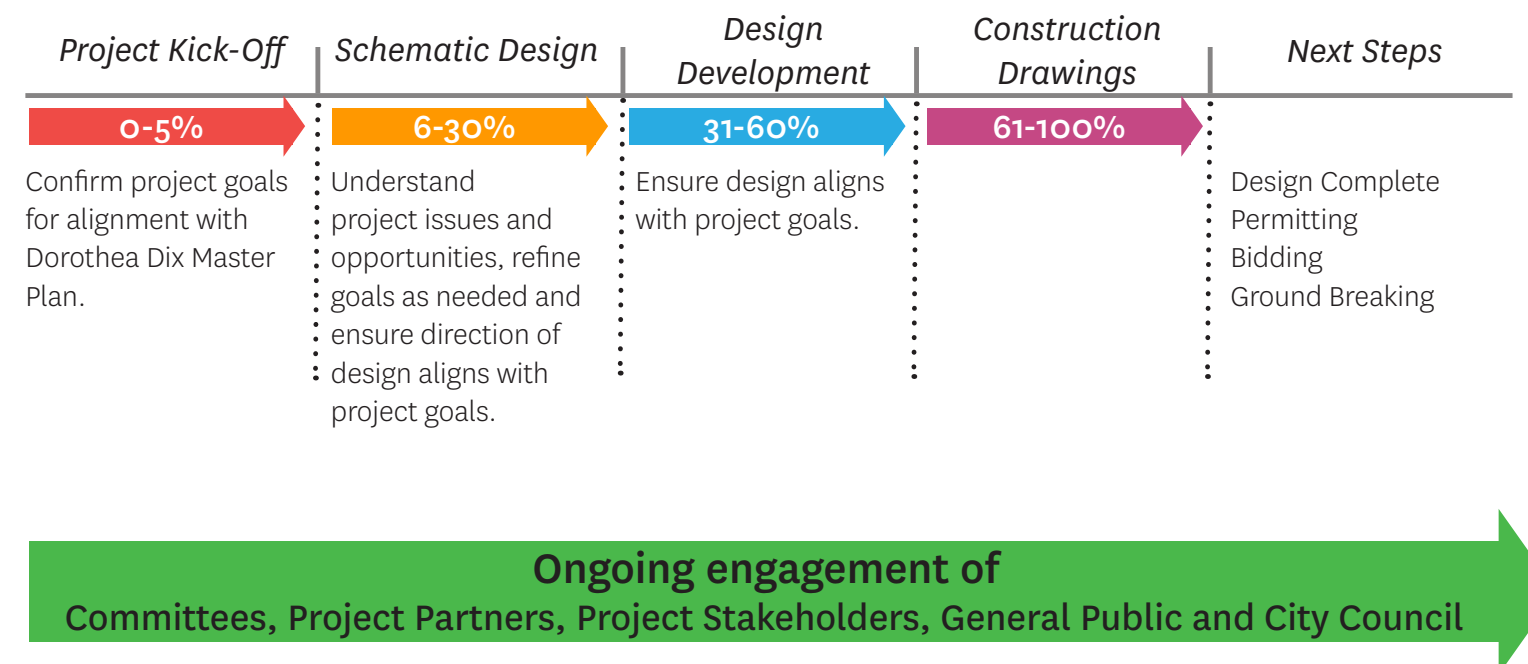 Project Kick-Off
Schematic Design
Design
Development
Construction
Drawings
Next Steps
0-5%
6-30%
31-60%
61-100%
Confirm project goals
for alignment with
Dorothea Dix Master
Plan.
Understand
project issues and
opportunities, refine
goals as needed and
ensure direction of
design aligns with
project goals.
Ensure design aligns
with project goals.
Design Complete
Permitting
Bidding
Ground Breaking
Ongoing engagement of
Committees, Project Partners, Project Stakeholders, General Public and City Council